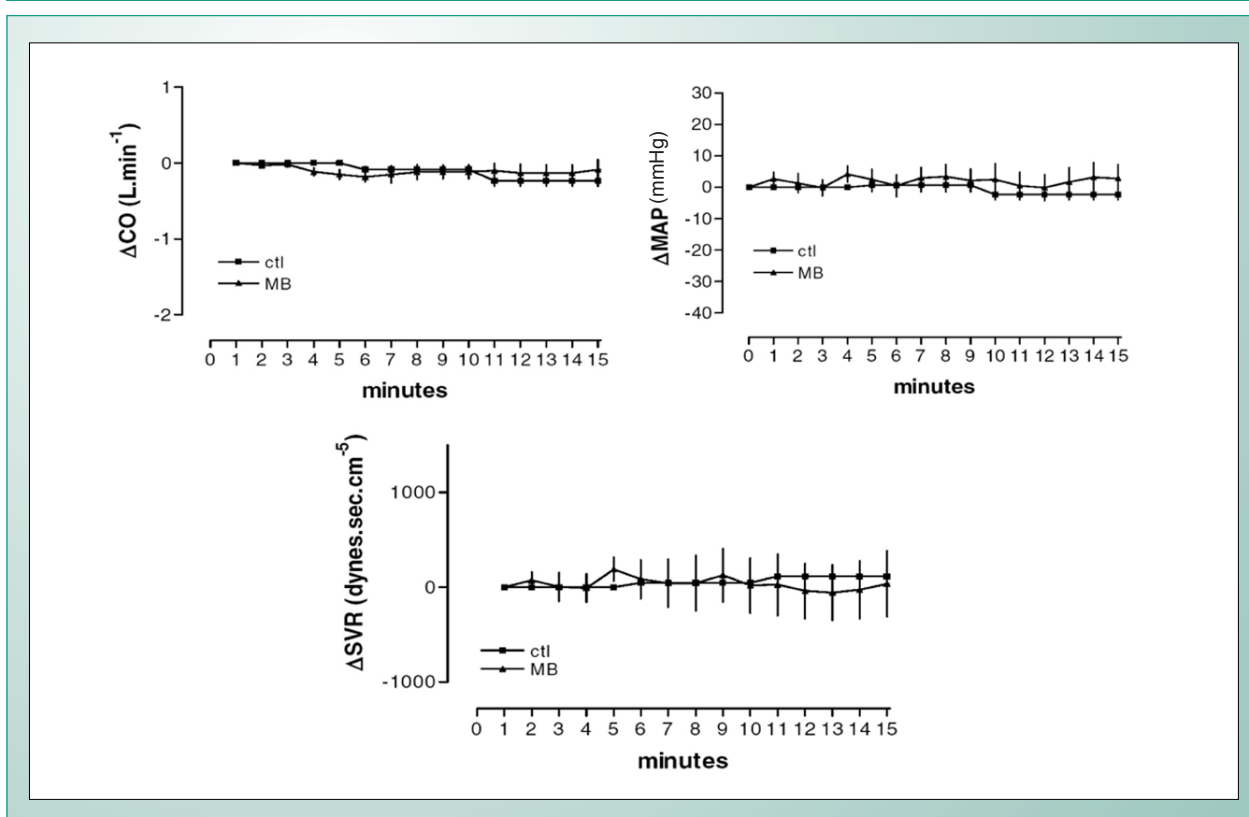 ΔCO (L.min⁻¹)
1
0
-1
-2
ctl
MB
0 1 2 3 4 5 6 7 8 9 10 11 12 13 14 15
minutes
ΔMAP (mmHg)
30
20
10
0
-10
-20
-30
-40
ctl
MB
0 1 2 3 4 5 6 7 8 9 10 11 12 13 14 15
minutes
ΔSVR (dynes.sec.cm⁻⁵)
1000
0
-1000
ctl
MB
0 1 2 3 4 5 6 7 8 9 10 11 12 13 14 15
minutes